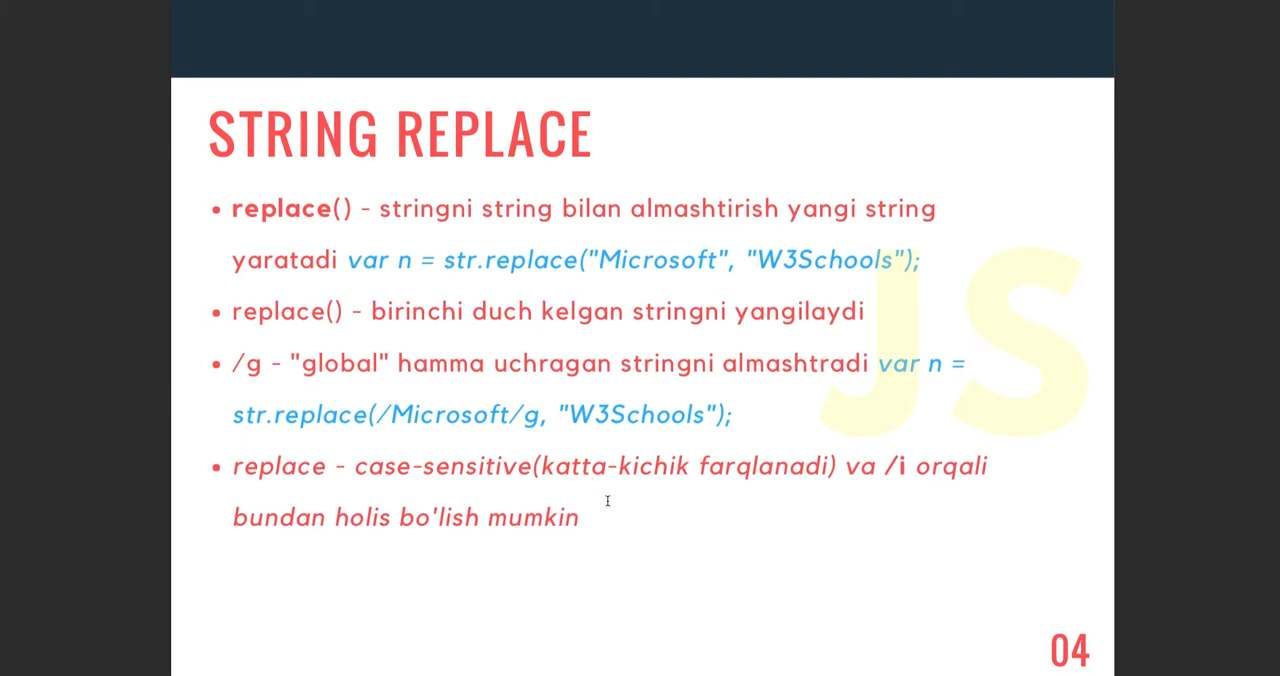 STRING REPLACE
• replace() - stringni string bilan almashtirish yangi string
yaratadi var n = str.replace("Microsoft", "W3Schools");
• replace() - birinchi duch kelgan stringni yangilaydi
• /g - "global" hamma uchragan stringni almashtradi var n =
str.replace(/Microsoft/g, "W3Schools");
• replace - case-sensitive(katta-kichik farqlanadi) va /i orqali
bundan holis bo'lish mumkin
JS
04